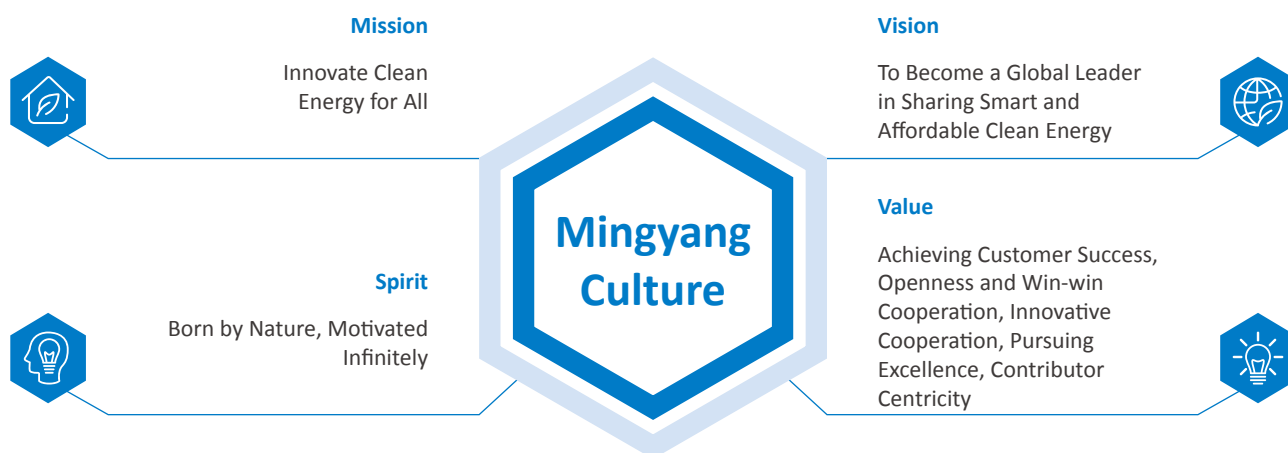 Mission
Innovate Clean
Energy for All
Vision
To Become a Global Leader
in Sharing Smart and
Affordable Clean Energy
Mingyang
Culture
Spirit
Born by Nature, Motivated
Infinitely
Value
Achieving Customer Success,
Openness and Win-win
Cooperation, Innovative
Cooperation, Pursuing
Excellence, Contributor
Centricity